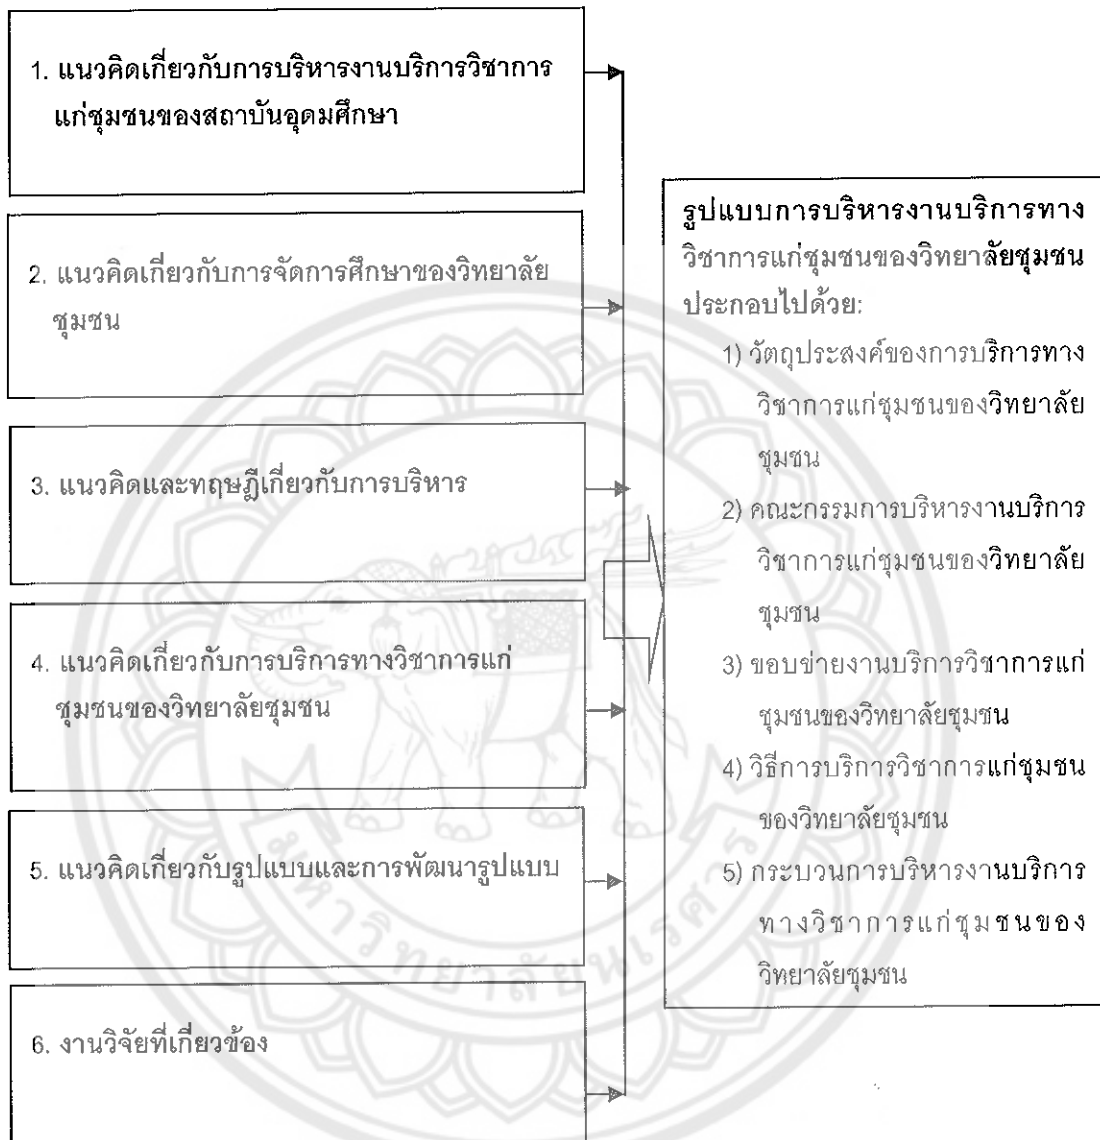 1. แนวคิดเกี่ยวกับการบริหารงานบริการวิชาการ
แก่ชุมชนของสถาบันอุดมศึกษา
2. แนวคิดเกี่ยวกับการจัดการศึกษาของวิทยาลัย
ชุมชน
3. แนวคิดและทฤษฎีเกี่ยวกับการบริหาร
4. แนวคิดเกี่ยวกับการบริการทางวิชาการแก่
ชุมชนของวิทยาลัยชุมชน
5. แนวคิดเกี่ยวกับรูปแบบและการพัฒนารูปแบบ
6. งานวิจัยที่เกี่ยวข้อง
รูปแบบการบริหารงานบริการทาง
วิชาการแก่ชุมชนของวิทยาลัยชุมชน
ประกอบไปด้วย:
1) วัตถุประสงค์ของการบริการทาง
วิชาการแก่ชุมชนของวิทยาลัย
ชุมชน
2) คณะกรรมการบริหารงานบริการ
วิชาการแก่ชุมชนของวิทยาลัย
ชุมชน
3) ขอบข่ายงานบริการวิชาการแก่
ชุมชนของวิทยาลัยชุมชน
4) วิธีการบริการวิชาการแก่ชุมชน
ของวิทยาลัยชุมชน
5) กระบวนการบริหารงานบริการ
ทางวิชาการแก่ชุมชนของ
วิทยาลัยชุมชน
มหาวิทยาลัยนเรศวร